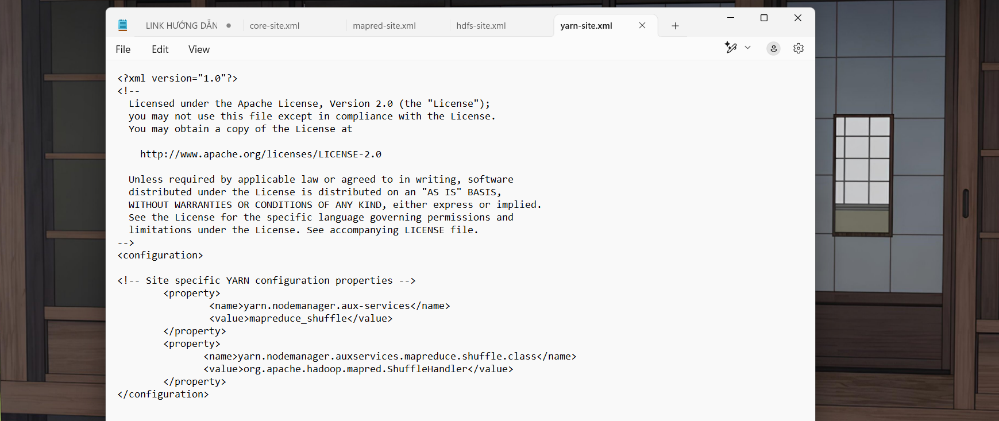 LINK HƯỚNG DẪN
core-site.xml
mapred-site.xml
hdfs-site.xml
yarn-site.xml
File Edit View
<?xml version="1.0"?>
<!--
  Licensed under the Apache License, Version 2.0 (the "License");
  you may not use this file except in compliance with the License.
  You may obtain a copy of the License at

    http://www.apache.org/licenses/LICENSE-2.0

  Unless required by applicable law or agreed to in writing, software
  distributed under the License is distributed on an "AS IS" BASIS,
  WITHOUT WARRANTIES OR CONDITIONS OF ANY KIND, either express or implied.
  See the License for the specific language governing permissions and
  limitations under the License. See accompanying LICENSE file.
-->
<configuration>

<!-- Site specific YARN configuration properties -->
        <property>
                <name>yarn.nodemanager.aux-services</name>
                <value>mapreduce_shuffle</value>
        </property>
        <property>
               <name>yarn.nodemanager.auxservices.mapreduce.shuffle.class</name>
               <value>org.apache.hadoop.mapred.ShuffleHandler</value>
        </property>
</configuration>